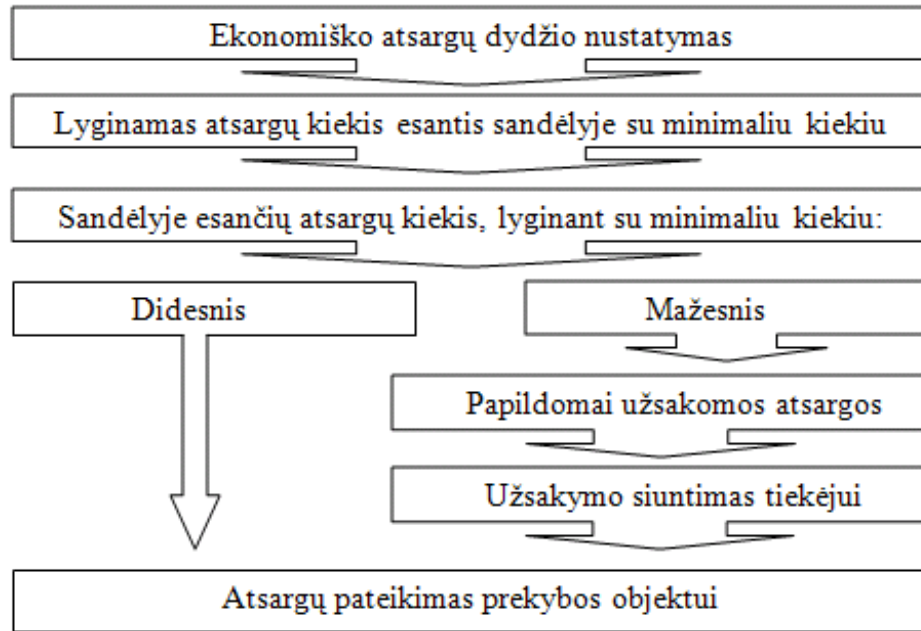 Ekonomiško atsargų dydžio nustatymas
Lyginamas atsargų kiekis esantis sandėlyje su minimaliu kiekiu
Sandėlyje esančių atsargų kiekis, lyginant su minimaliu kiekiu:
Didesnis
Mažesnis
Papildomai užsakomos atsargos
Užsakymo siuntimas tiekėjui
Atsargų pateikimas prekybos objektui